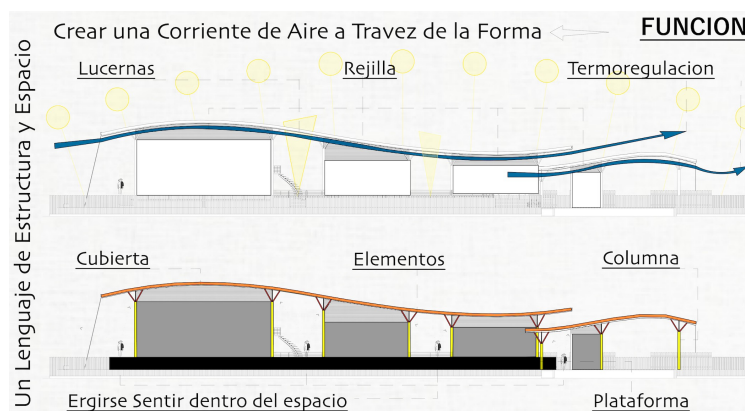 Crear una Corriente de Aire a Travez de la Forma
FUNCION
Un Lenguaje de Estructura y Espacio
Lucernas
Rejilla
Termoregulacion
Cubierta
Elementos
Columna
Ergirse Sentir dentro del espacio
Plataforma